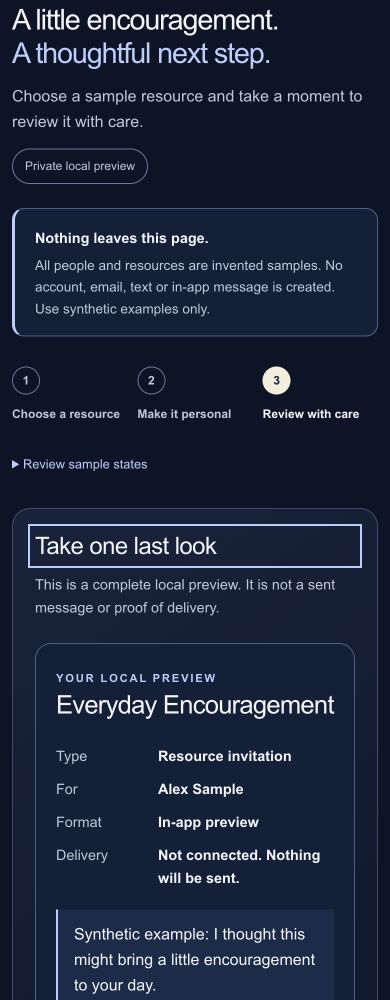 A little encouragement.
A thoughtful next step.
Choose a sample resource and take a moment to
review it with care.
Private local preview
Nothing leaves this page.
All people and resources are invented samples. No
account, email, text or in-app message is created.
Use synthetic examples only.
1 2 3
Choose a resource Make it personal Review with care
Review sample states
Take one last look
This is a complete local preview. It is not a sent
message or proof of delivery.
YOUR LOCAL PREVIEW
Everyday Encouragement
Type Resource invitation
For Alex Sample
Format In-app preview
Delivery Not connected. Nothing
will be sent.
Synthetic example: I thought this
might bring a little encouragement
to your day.